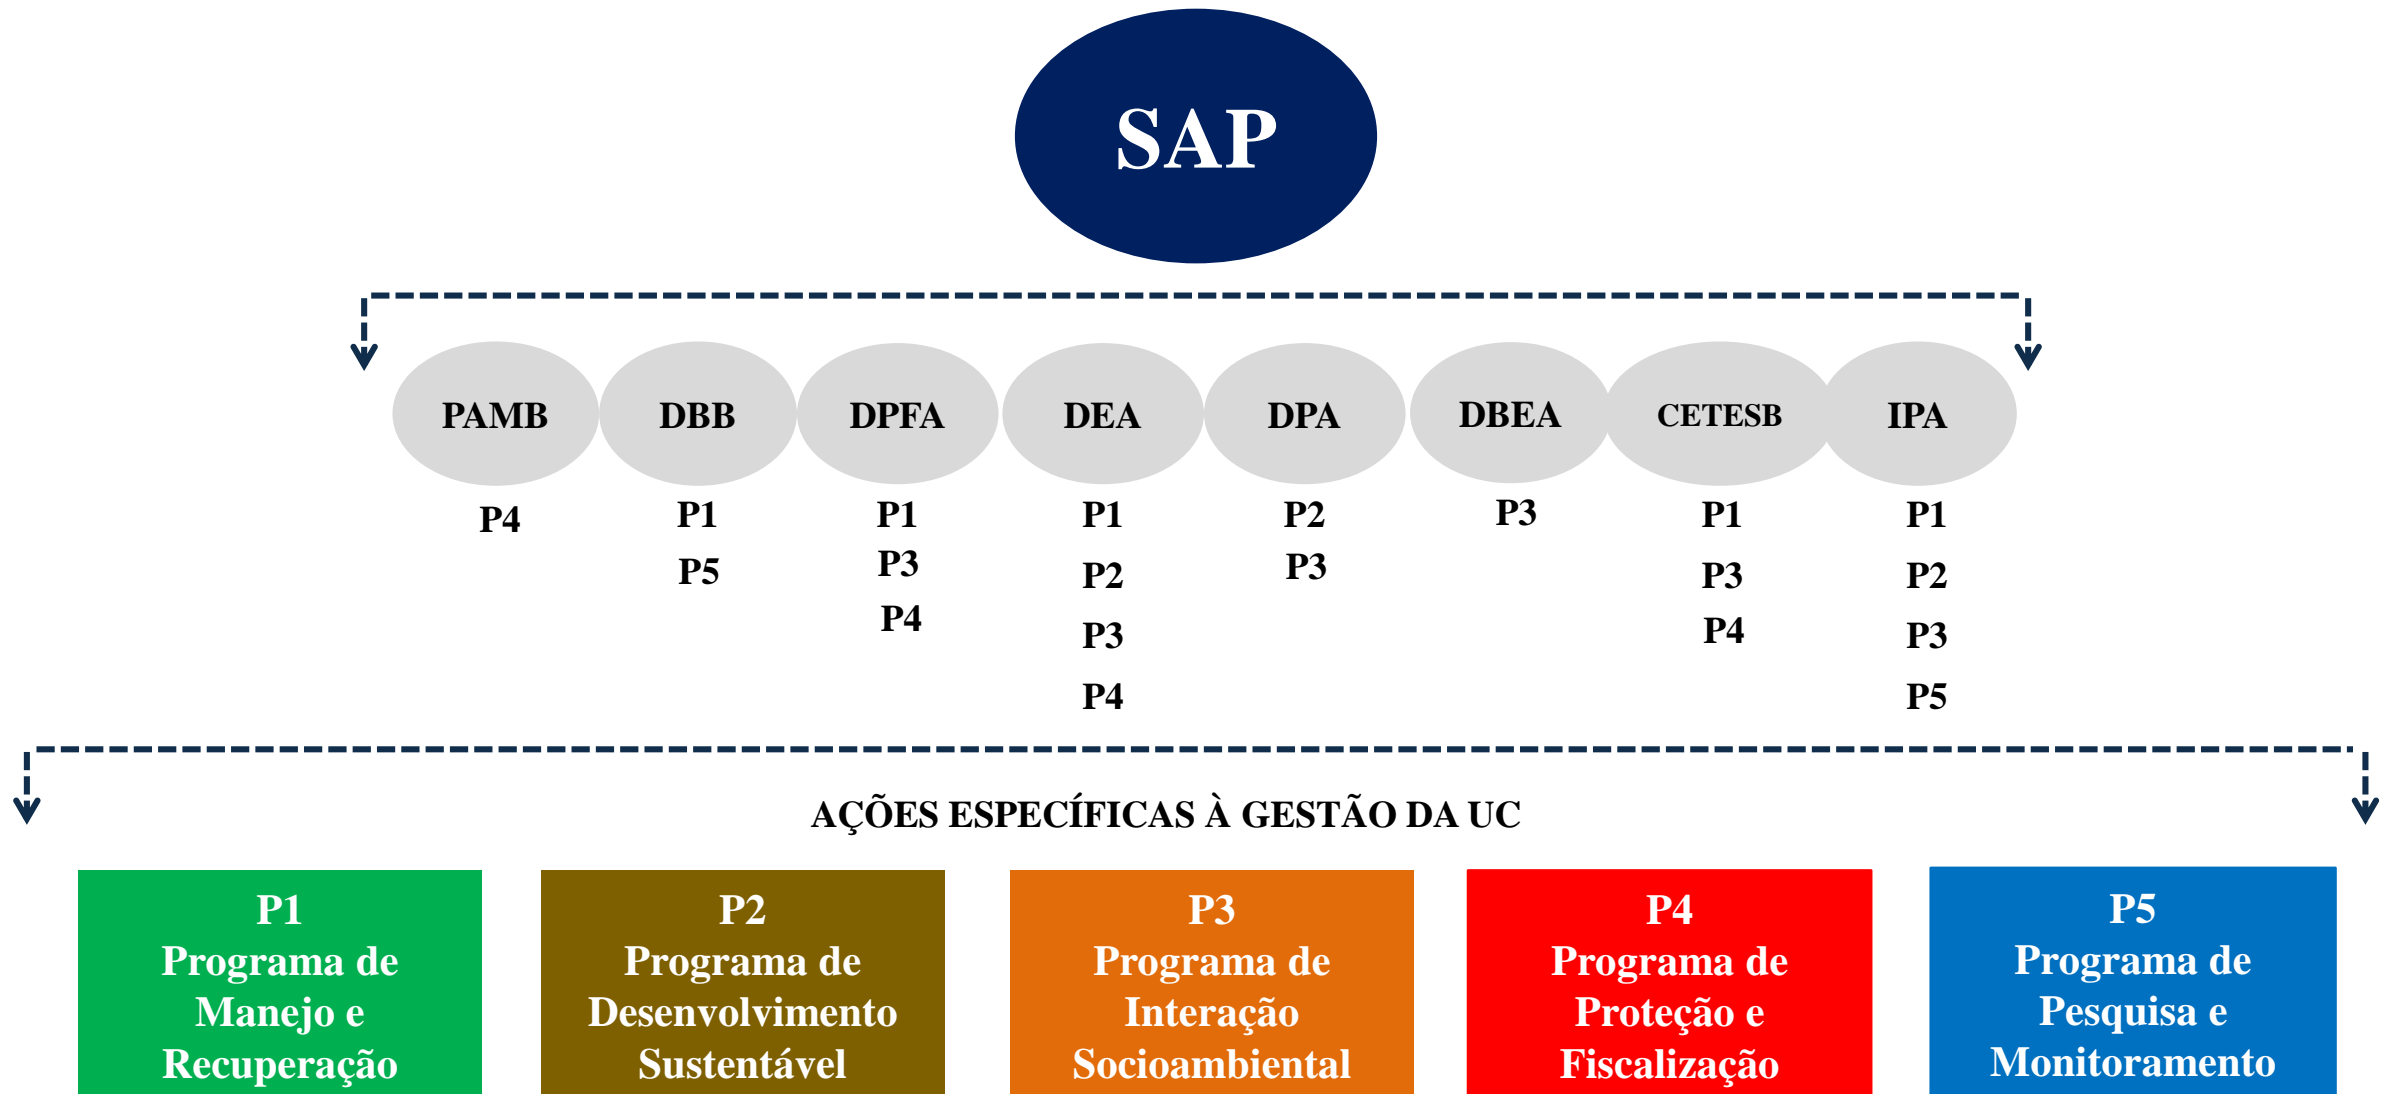 SAP
PAMB
DBB
DPFA
DEA
DPA
DBEA
CETESB
IPA
P4
P1
P5
P1
P3
P4
P1
P2
P3
P4
P2
P3
P3
P1
P3
P4
P1
P2
P3
P5
AÇÕES ESPECÍFICAS À GESTÃO DA UC
P1
Programa de
Manejo e
Recuperação
P2
Programa de
Desenvolvimento
Sustentável
P3
Programa de
Interação
Socioambiental
P4
Programa de
Proteção e
Fiscalização
P5
Programa de
Pesquisa e
Monitoramento